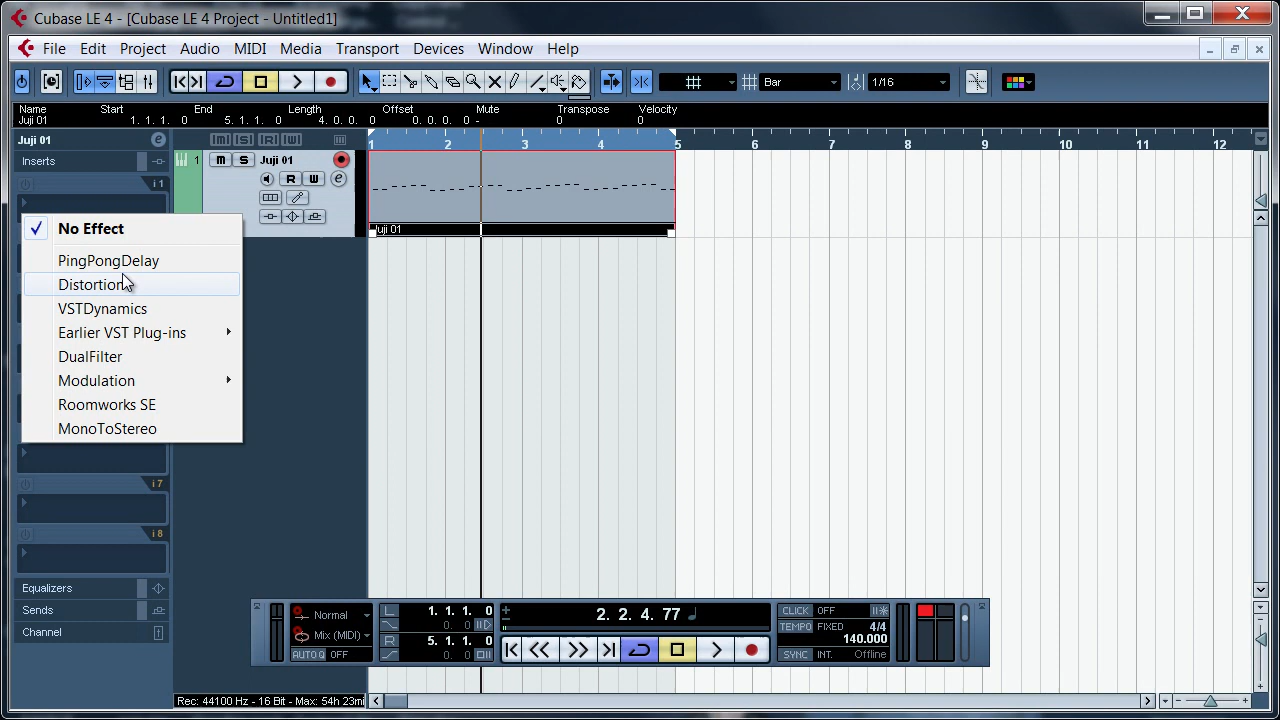 Cubase LE 4 - [Cubase LE 4 Project - Untitled1]
File Edit Project Audio MIDI Media Transport Devices Window Help
Bar 1/16
Name Start End Length Offset Mute Transpose Velocity
Juji 01 1. 1. 1. 0 5. 1. 1. 0 4. 0. 0. 0 0. 0. 0. 0 - 0 0
Juji 01 e [m] [S] [R] [W] 1 2 3 4 5 6 7 8 9 10 11 12
Inserts 1 M S Juji 01
i 1 R W e
No Effect
Juji 01
PingPongDelay
Distortion
VSTDynamics
Earlier VST Plug-ins
DualFilter
Modulation
Roomworks SE
MonoToStereo
i 7
i 8
Equalizers
Sends
Channel
Normal L 1. 1. 1. 0 2. 2. 4. 77 CLICK OFF
0. 0 TEMPO FIXED 4/4
Mix (MIDI) R 5. 1. 1. 0 140.000
AUTO Q OFF 0. 0 SYNC INT. Offline
Rec: 44100 Hz - 16 Bit - Max: 54h 23mi